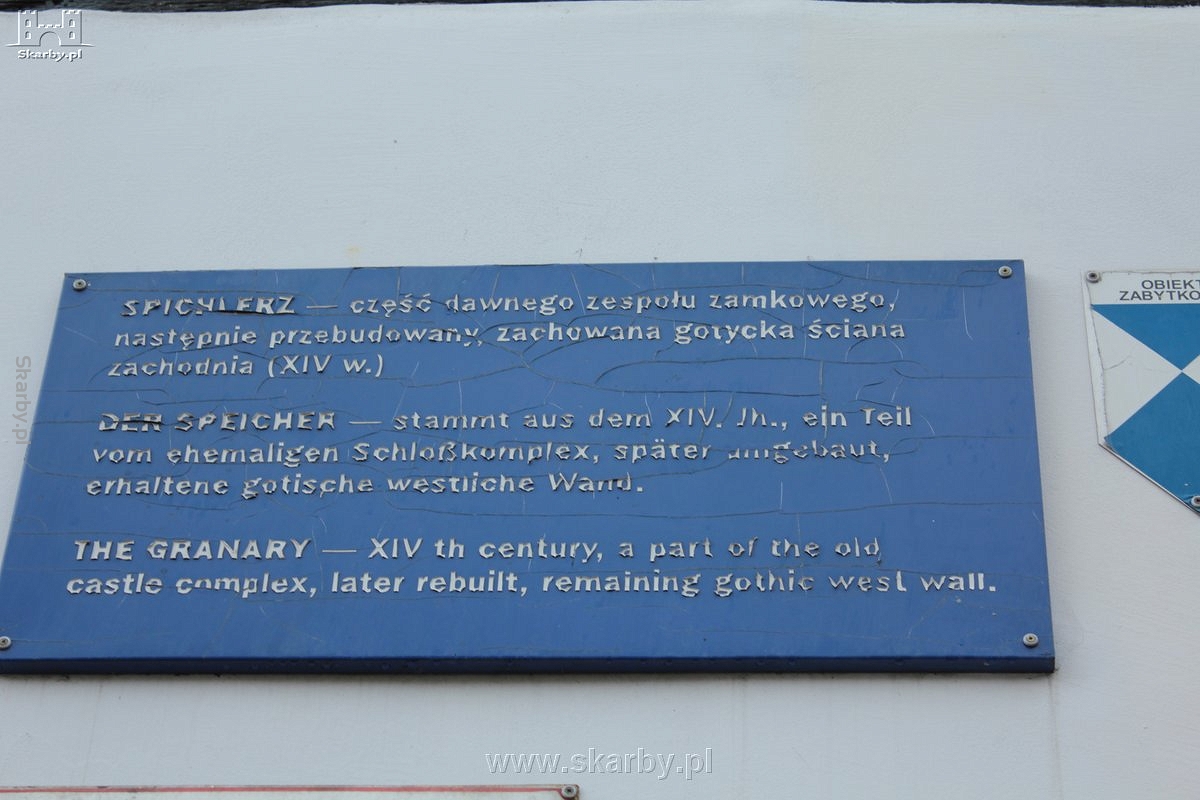 Skarby.pl
OBIEKT
ZABYTKO
SPICHLERZ — część dawnego zespołu zamkowego,
następnie przebudowany, zachowana gotycka ściana
zachodnia (XIV w.)
DER SPEICHER — stammt aus dem XIV. Jh., ein Teil
vom ehemaligen Schloßkomplex, später umgebaut,
erhaltene gotische westliche Wand.
THE GRANARY — XIV th century, a part of the old
castle complex, later rebuilt, remaining gothic west wall.
Skarby.pl
www.skarby.pl